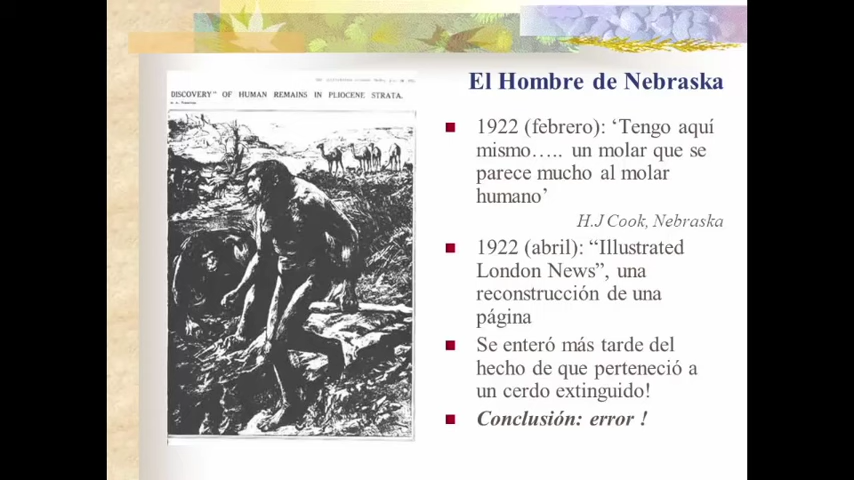 DISCOVERY" OF HUMAN REMAINS IN PLIOCENE STRATA.
El Hombre de Nebraska
1922 (febrero): ‘Tengo aquí
mismo….. un molar que se
parece mucho al molar
humano’
H.J Cook, Nebraska
1922 (abril): “Illustrated
London News”, una
reconstrucción de una
página
Se enteró más tarde del
hecho de que perteneció a
un cerdo extinguido!
Conclusión: error !